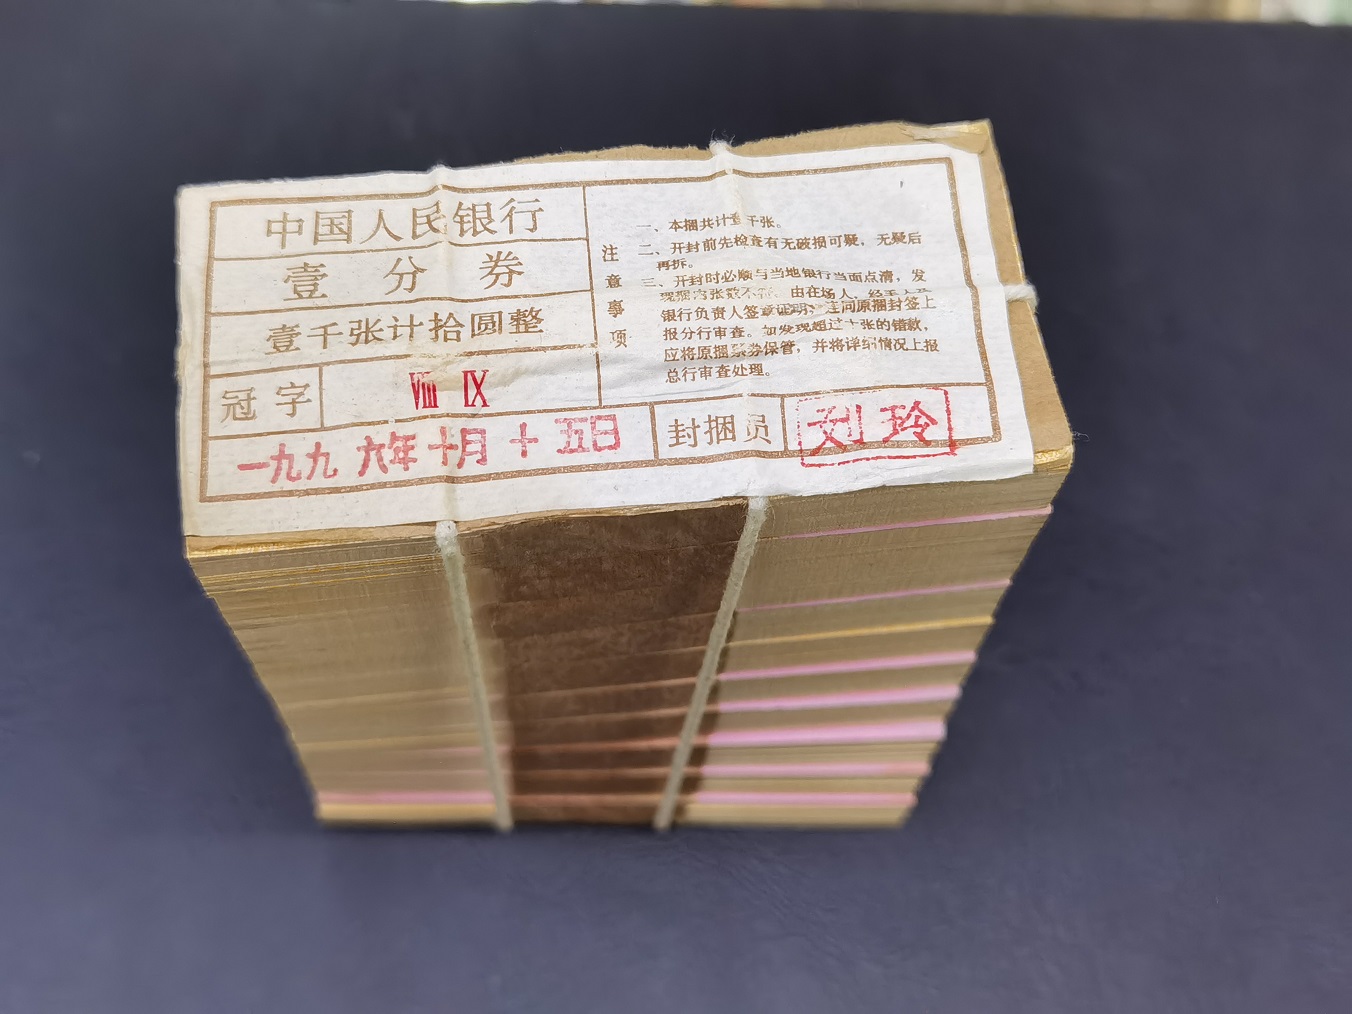 中国人民银行
壹分券
壹千张计拾圆整
冠字 Ⅷ Ⅸ
一九九六年十月十五日
封捆员 刘玲
注意事项
一、本捆共计壹千张。
二、开封前先检查有无破损可疑，无疑后
再拆。
三、开封时必顺与当地银行当面点清，发
现捆内张数不符，由在场人、
银行负责人签章证明，连同原捆封签上
报分行审查。如发现超过十张的错款，
应将原捆票券保管，并将详细情况上报
总行审查处理。